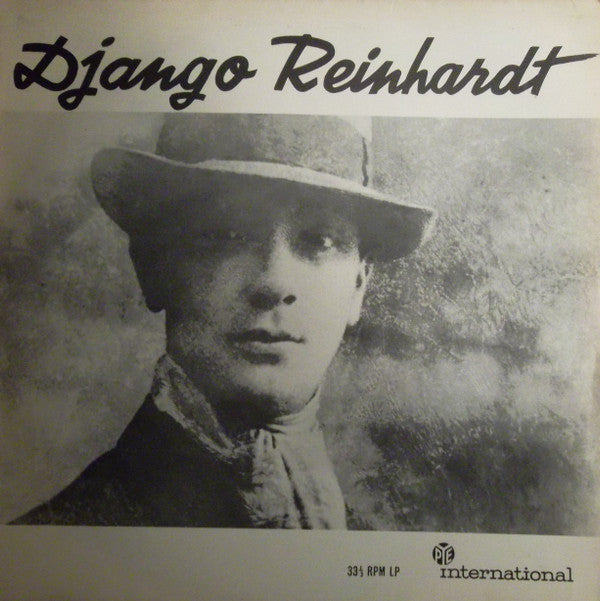 Django Reinhardt
33⅓ RPM LP
PYE
international